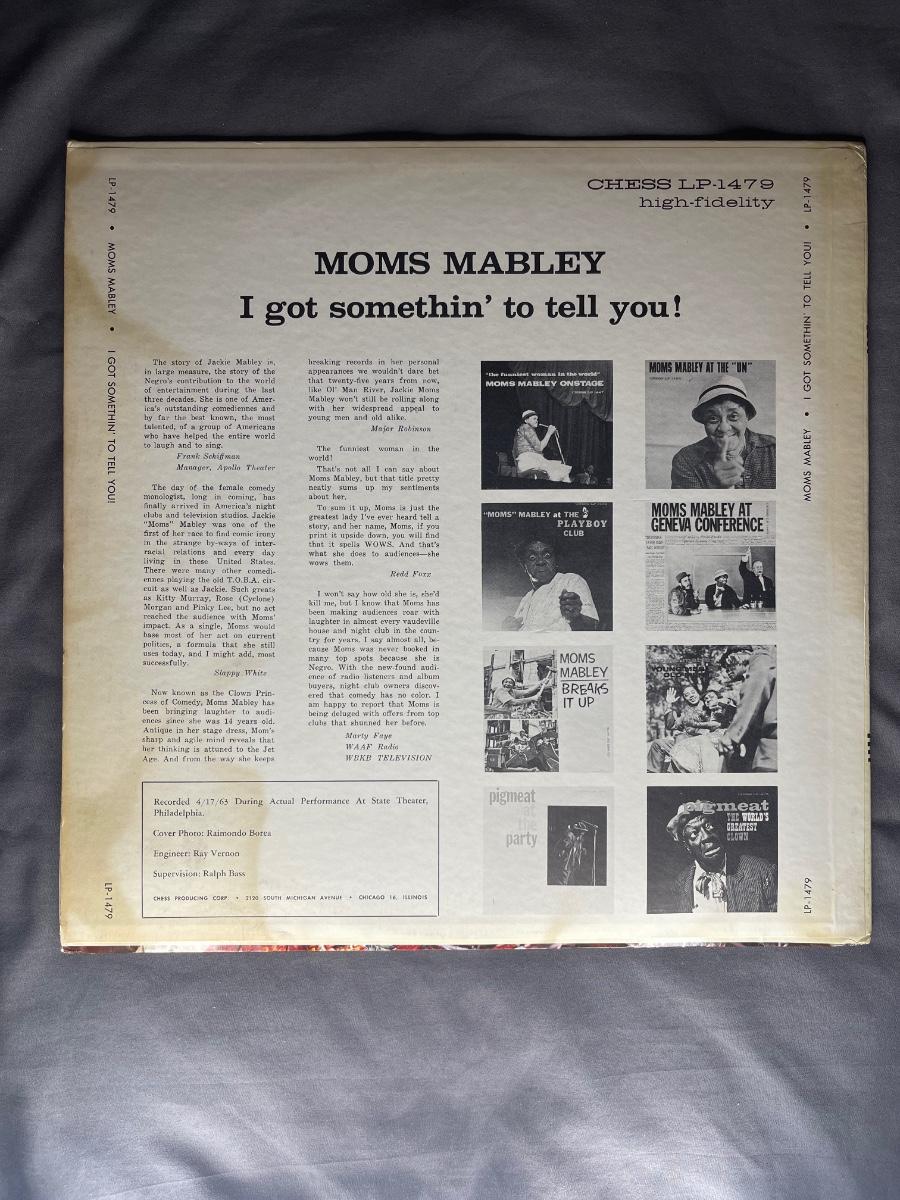 CHESS LP-1479
high-fidelity
MOMS MABLEY
I got somethin' to tell you!
LP-1479 • MOMS MABLEY • I GOT SOMETHIN' TO TELL YOU!
LP-1479
The story of Jackie Mabley is,
in large measure, the story of the
Negro's contribution to the world
of entertainment during the last
three decades. She is one of Amer-
ica's outstanding comediennes and
by far the best known, the most
talented, of a group of Americans
who have helped the entire world
to laugh and to sing.
Frank Schiffman
Manager, Apollo Theater
The day of the female comedy
monologist, long in coming, has
finally arrived in America's night
clubs and television studios. Jackie
"Moms" Mabley was one of the
first of her race to find comic irony
in the strange by-ways of inter-
racial relations and every day
living in these United States.
There were many other comedi-
ennes playing the old T.O.B.A. cir-
cuit as well as Jackie. Such greats
as Kitty Murray, Rose (Cyclone)
Morgan and Pinky Lee, but no act
reached the audience with Moms'
impact. As a single, Moms would
base most of her act on current
politics, a formula that she still
uses today, and I might add, most
successfully.
Slappy White
Now known as the Clown Prin-
cess of Comedy, Moms Mabley has
been bringing laughter to audi-
ences since she was 14 years old.
Antique in her stage dress, Mom's
sharp and agile mind reveals that
her thinking is attuned to the Jet
Age. And from the way she keeps
breaking records in her personal
appearances we wouldn't dare bet
that twenty-five years from now,
like Ol' Man River, Jackie Moms
Mabley won't still be rolling along
with her widespread appeal to
young men and old alike.
Major Robinson
The funniest woman in the
world!
That's not all I can say about
Moms Mabley, but that title pretty
neatly sums up my sentiments
about her.
To sum it up, Moms is just the
greatest lady I've ever heard tell a
story, and her name, Moms, if you
print it upside down, you will find
that it spells WOWS. And that's
what she does to audiences—she
wows them.
Redd Foxx
I won't say how old she is, she'd
kill me, but I know that Moms has
been making audiences roar with
laughter in almost every vaudeville
house and night club in the coun-
try for years. I say almost all, be-
cause Moms was never booked in
many top spots because she is
Negro. With the new-found audi-
ence of radio listeners and album
buyers, night club owners discov-
ered that comedy has no color. I
am happy to report that Moms is
being deluged with offers from top
clubs that shunned her before.
Marty Faye
WAAF Radio
WBKB TELEVISION
Recorded 4/17/63 During Actual Performance At State Theater,
Philadelphia.
Cover Photo: Raimondo Borea
Engineer: Ray Vernon
Supervision: Ralph Bass
CHESS PRODUCING CORP. • 2120 SOUTH MICHIGAN AVENUE • CHICAGO 16, ILLINOIS
"the funniest woman in the world"
MOMS MABLEY ONSTAGE
MOMS MABLEY AT THE "UN"
"MOMS" MABLEY at THE
PLAYBOY
CLUB
MOMS MABLEY AT
GENEVA CONFERENCE
MOMS
MABLEY
BREAKS
IT UP
YOUNG MEN
pigmeat
at
the
party
pigmeat
THE WORLD'S
GREATEST
CLOWN
MOMS MABLEY • I GOT SOMETHIN' TO TELL YOU! • LP-1479
LP-1479